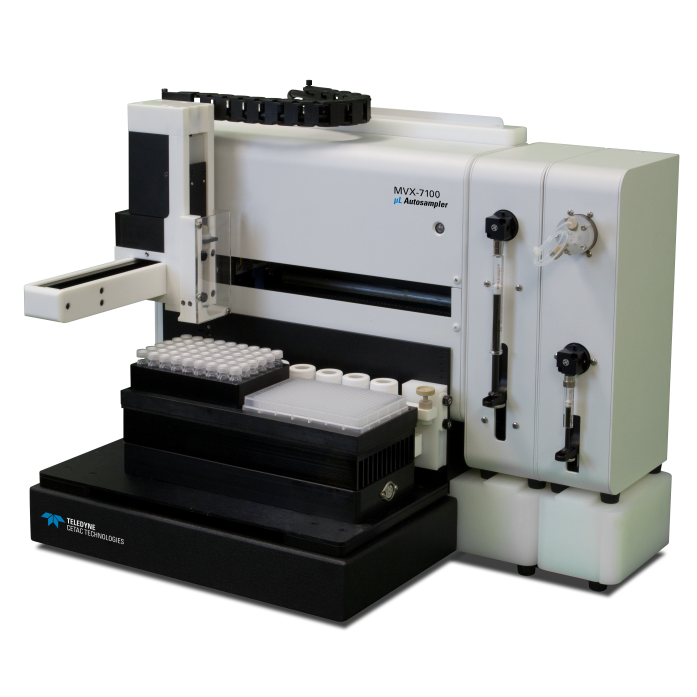 MVX-7100
µL Autosampler
TELEDYNE
CETAC TECHNOLOGIES